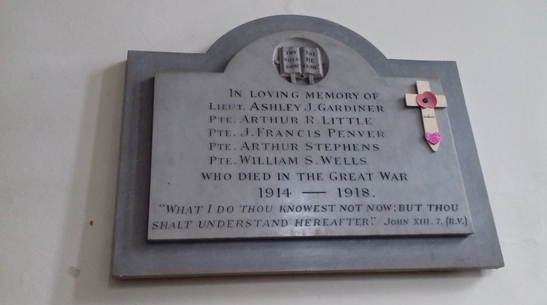 IN LOVING MEMORY OF
LIEUT. ASHLEY J. GARDINER
PTE. ARTHUR R. LITTLE
PTE. J. FRANCIS PENVER
PTE. ARTHUR STEPHENS
PTE. WILLIAM S. WELLS
WHO DIED IN THE GREAT WAR
1914 — 1918.
"WHAT I DO THOU KNOWEST NOT NOW; BUT THOU
SHALT UNDERSTAND HEREAFTER". JOHN XIII. 7. (R.V.)